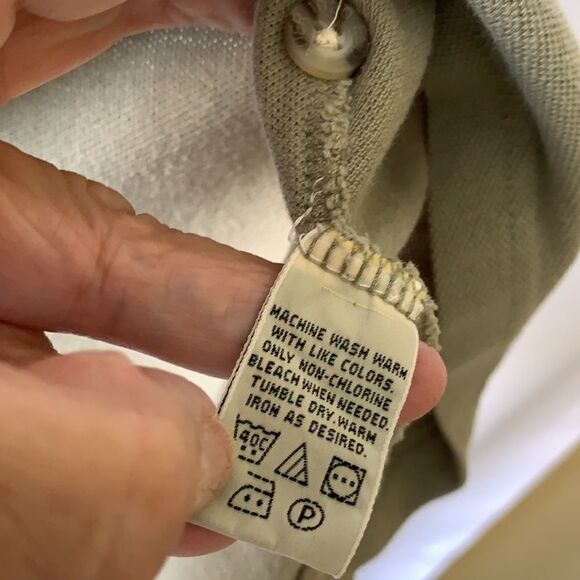 MACHINE WASH WARM
WITH LIKE COLORS.
ONLY NON-CHLORINE
BLEACH WHEN NEEDED.
TUMBLE DRY. WARM
IRON AS DESIRED.
40C
P